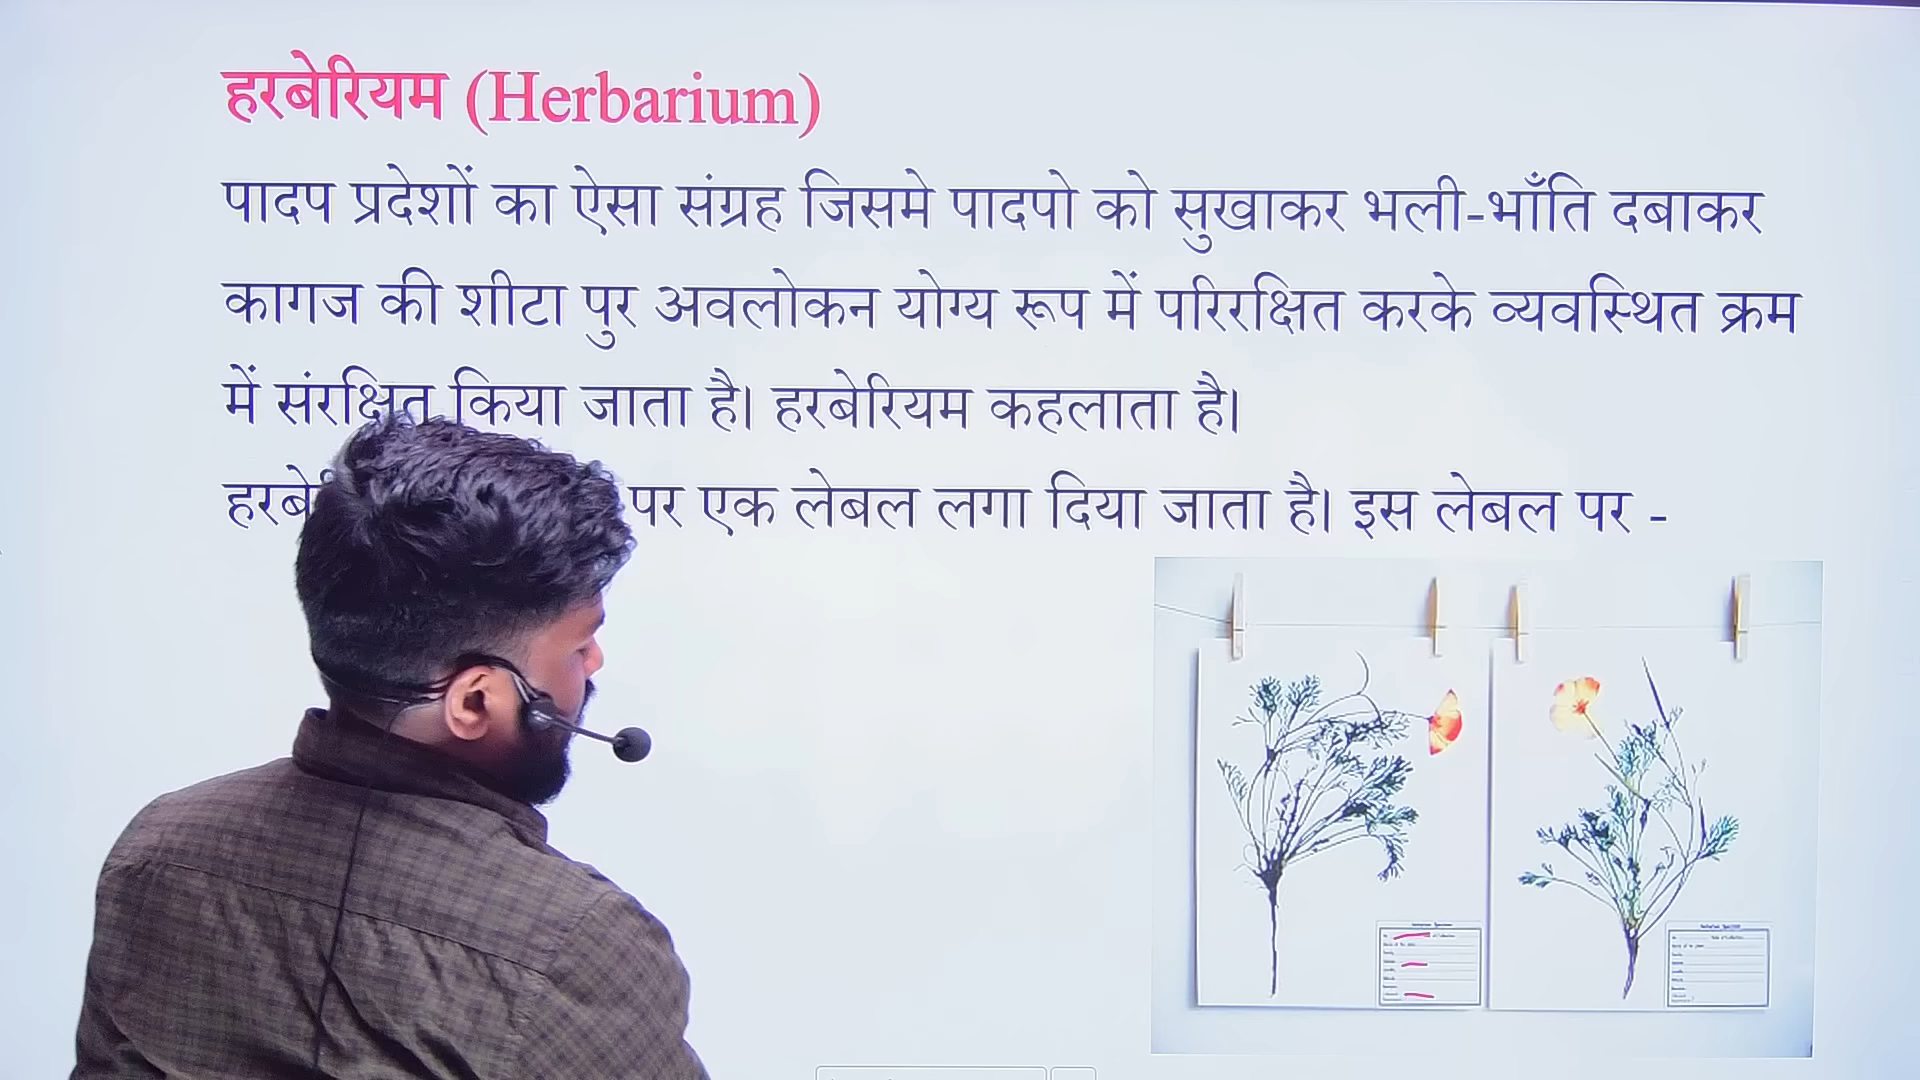 हरबेरियम (Herbarium)
पादप प्रदेशों का ऐसा संग्रह जिसमे पादपो को सुखाकर भली-भाँति दबाकर
कागज की शीटा पुर अवलोकन योग्य रूप में परिरक्षित करके व्यवस्थित क्रम
में संरक्षित किया जाता है। हरबेरियम कहलाता है।
पर एक लेबल लगा दिया जाता है। इस लेबल पर -